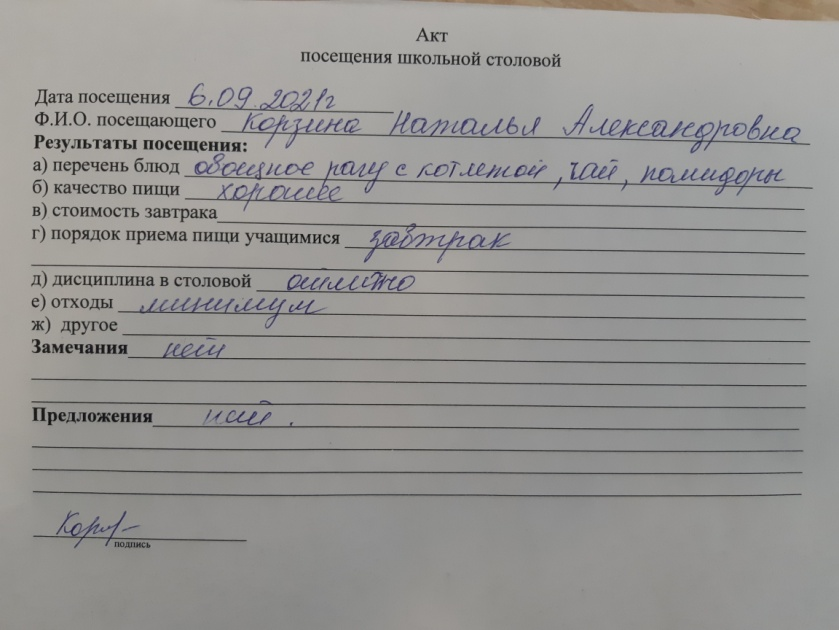 Акт
посещения школьной столовой
Дата посещения 6.09.2021г
Ф.И.О. посещающего Корзина Наталья Александровна
Результаты посещения:
а) перечень блюд овощное рагу с котлетой, чай, помидоры
б) качество пищи хорошее
в) стоимость завтрака
г) порядок приема пищи учащимися завтрак
д) дисциплина в столовой отлично
е) отходы минимум
ж) другое
Замечания нет
Предложения нет.
подпись